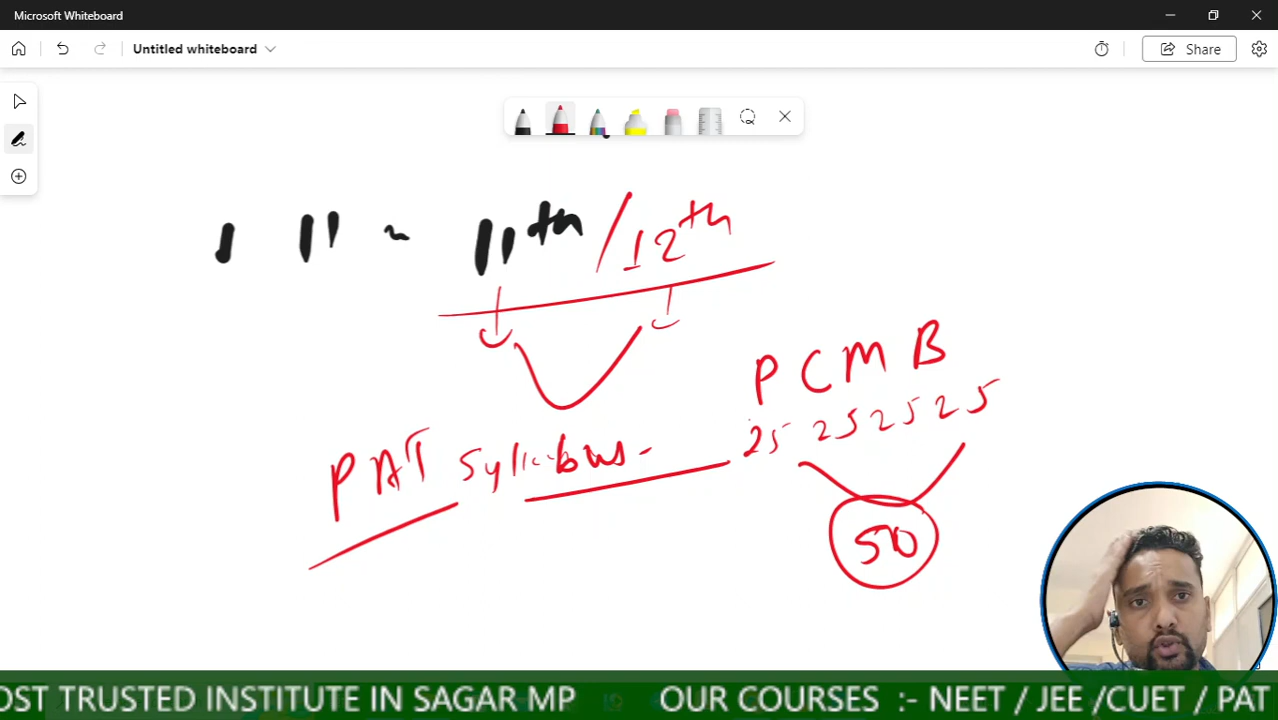 Microsoft Whiteboard
Untitled whiteboard
Share
11 ~ 11th / 12th
P C M B
25 25 25 25
PAT Syllabus -
50
OST TRUSTED INSTITUTE IN SAGAR MP OUR COURSES :- NEET / JEE /CUET / PAT